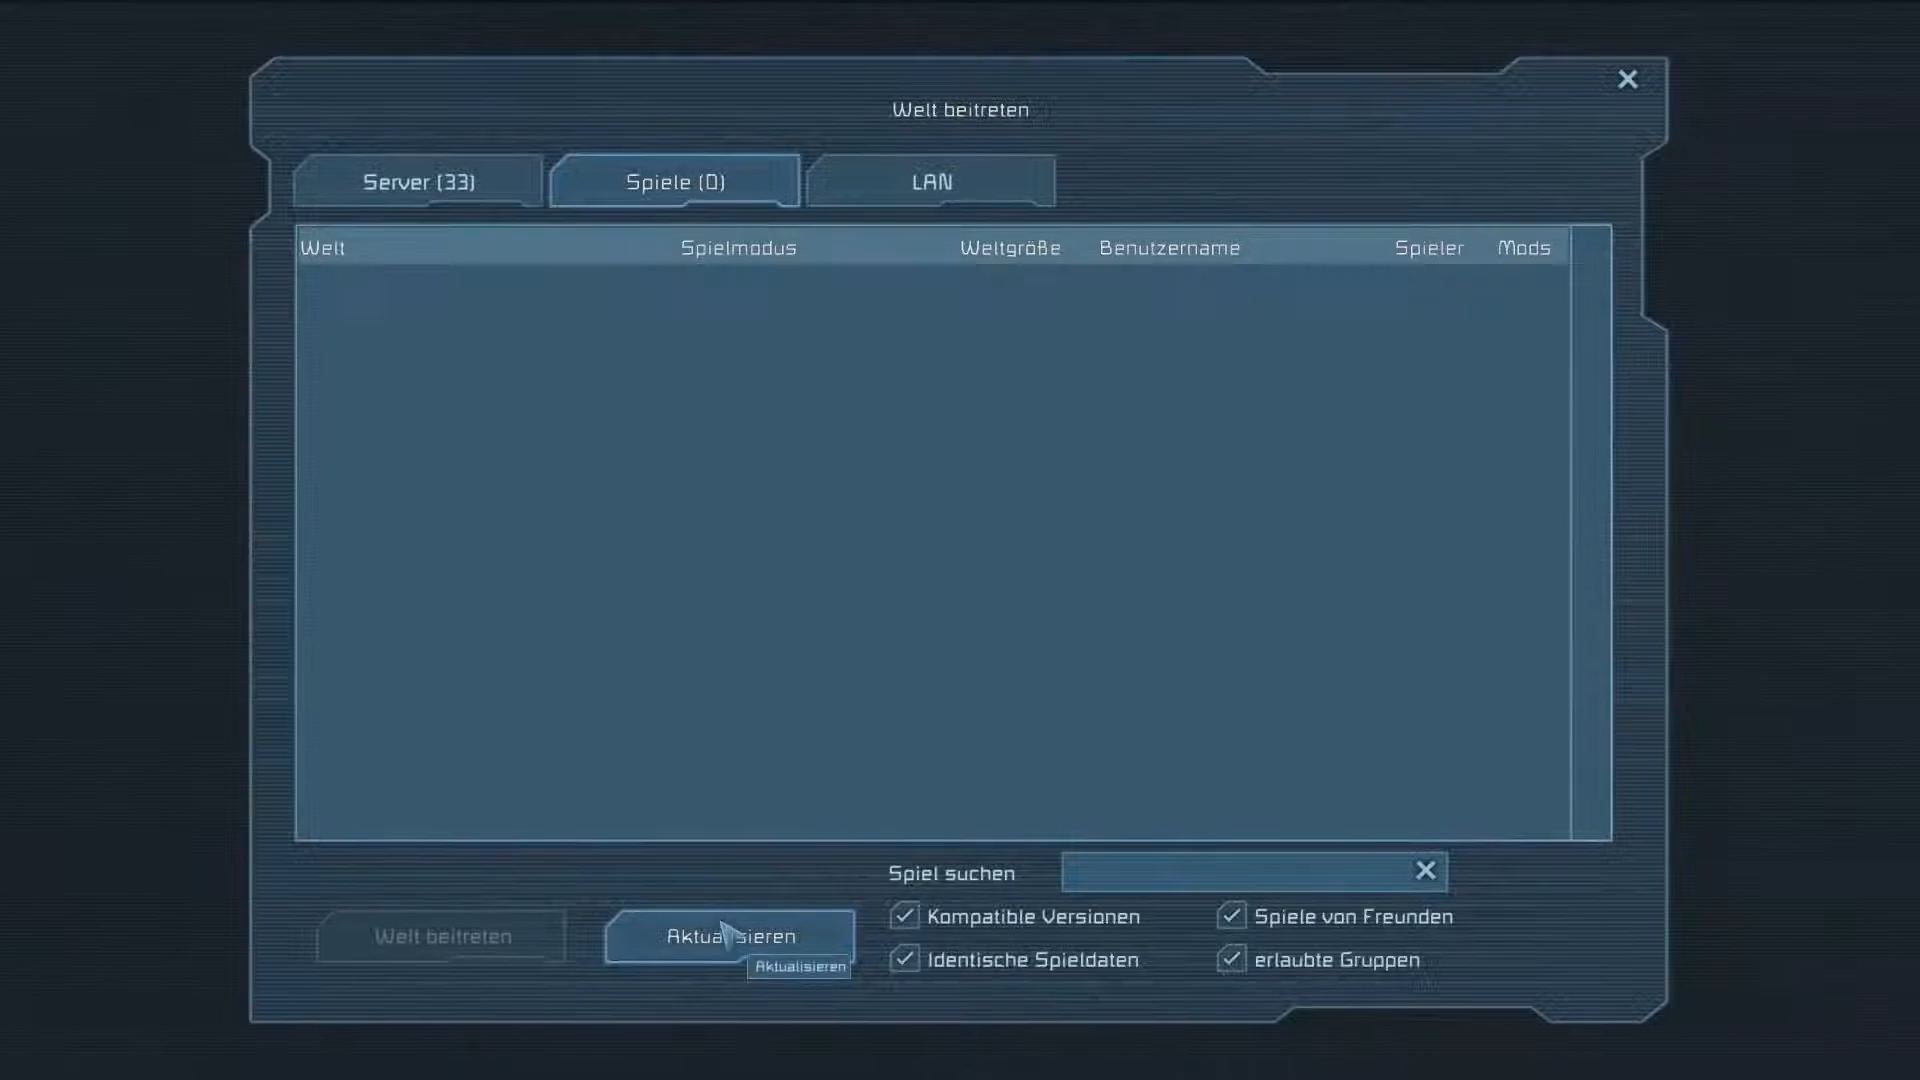 Welt beitreten
Server (33) Spiele (0) LAN
Welt Spielmodus Weltgröße Benutzername Spieler Mods
Spiel suchen
Kompatible Versionen Spiele von Freunden
Welt beitreten Aktualisieren
Identische Spieldaten erlaubte Gruppen
Aktualisieren